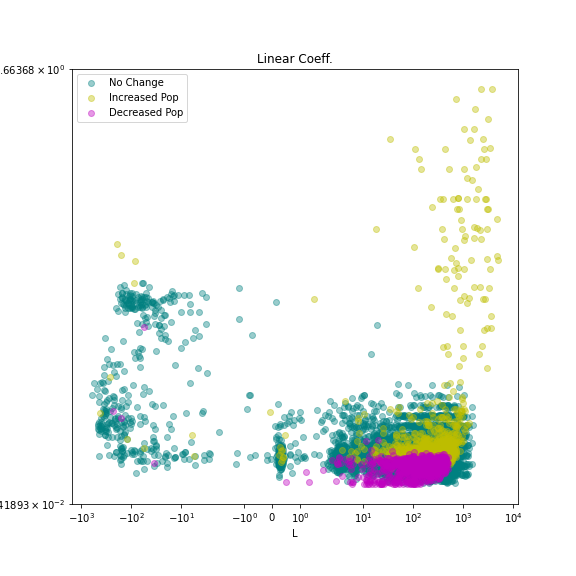 Linear Coeff.
.66368 × 10⁰
No Change
Increased Pop
Decreased Pop
41893 × 10⁻²
−10³ −10² −10¹ −10⁰ 0 10⁰ 10¹ 10² 10³ 10⁴
L